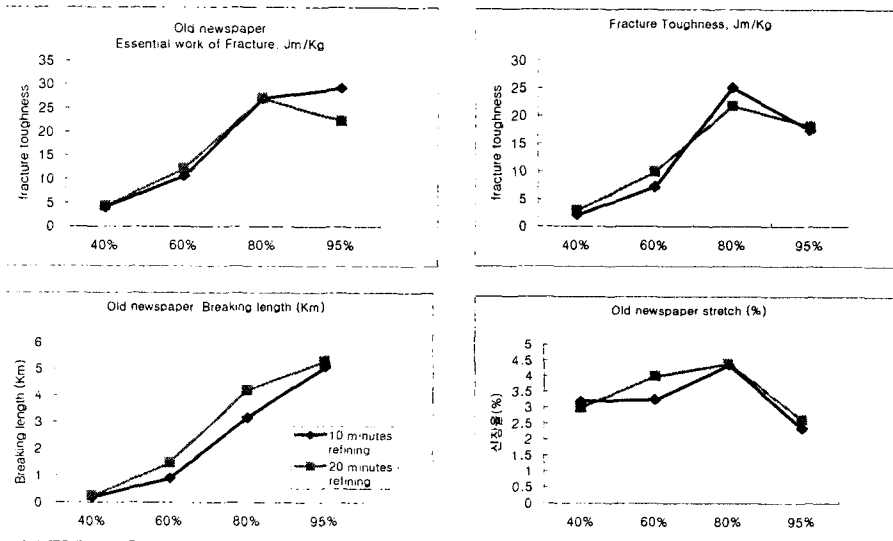 Old newspaper
Essential work of Fracture, Jm/Kg
fracture toughness
35
30
25
20
15
10
5
0
40% 60% 80% 95%
Fracture Toughness, Jm/Kg
fracture toughness
30
25
20
15
10
5
0
40% 60% 80% 95%
Old newspaper Breaking length (Km)
Breaking length (Km)
6
5
4
3
2
1
0
40% 60% 80% 95%
10 minutes
refining
20 minutes
refining
Old newspaper stretch (%)
신장율(%)
5
4.5
4
3.5
3
2.5
2
1.5
1
0.5
0
40% 60% 80% 95%